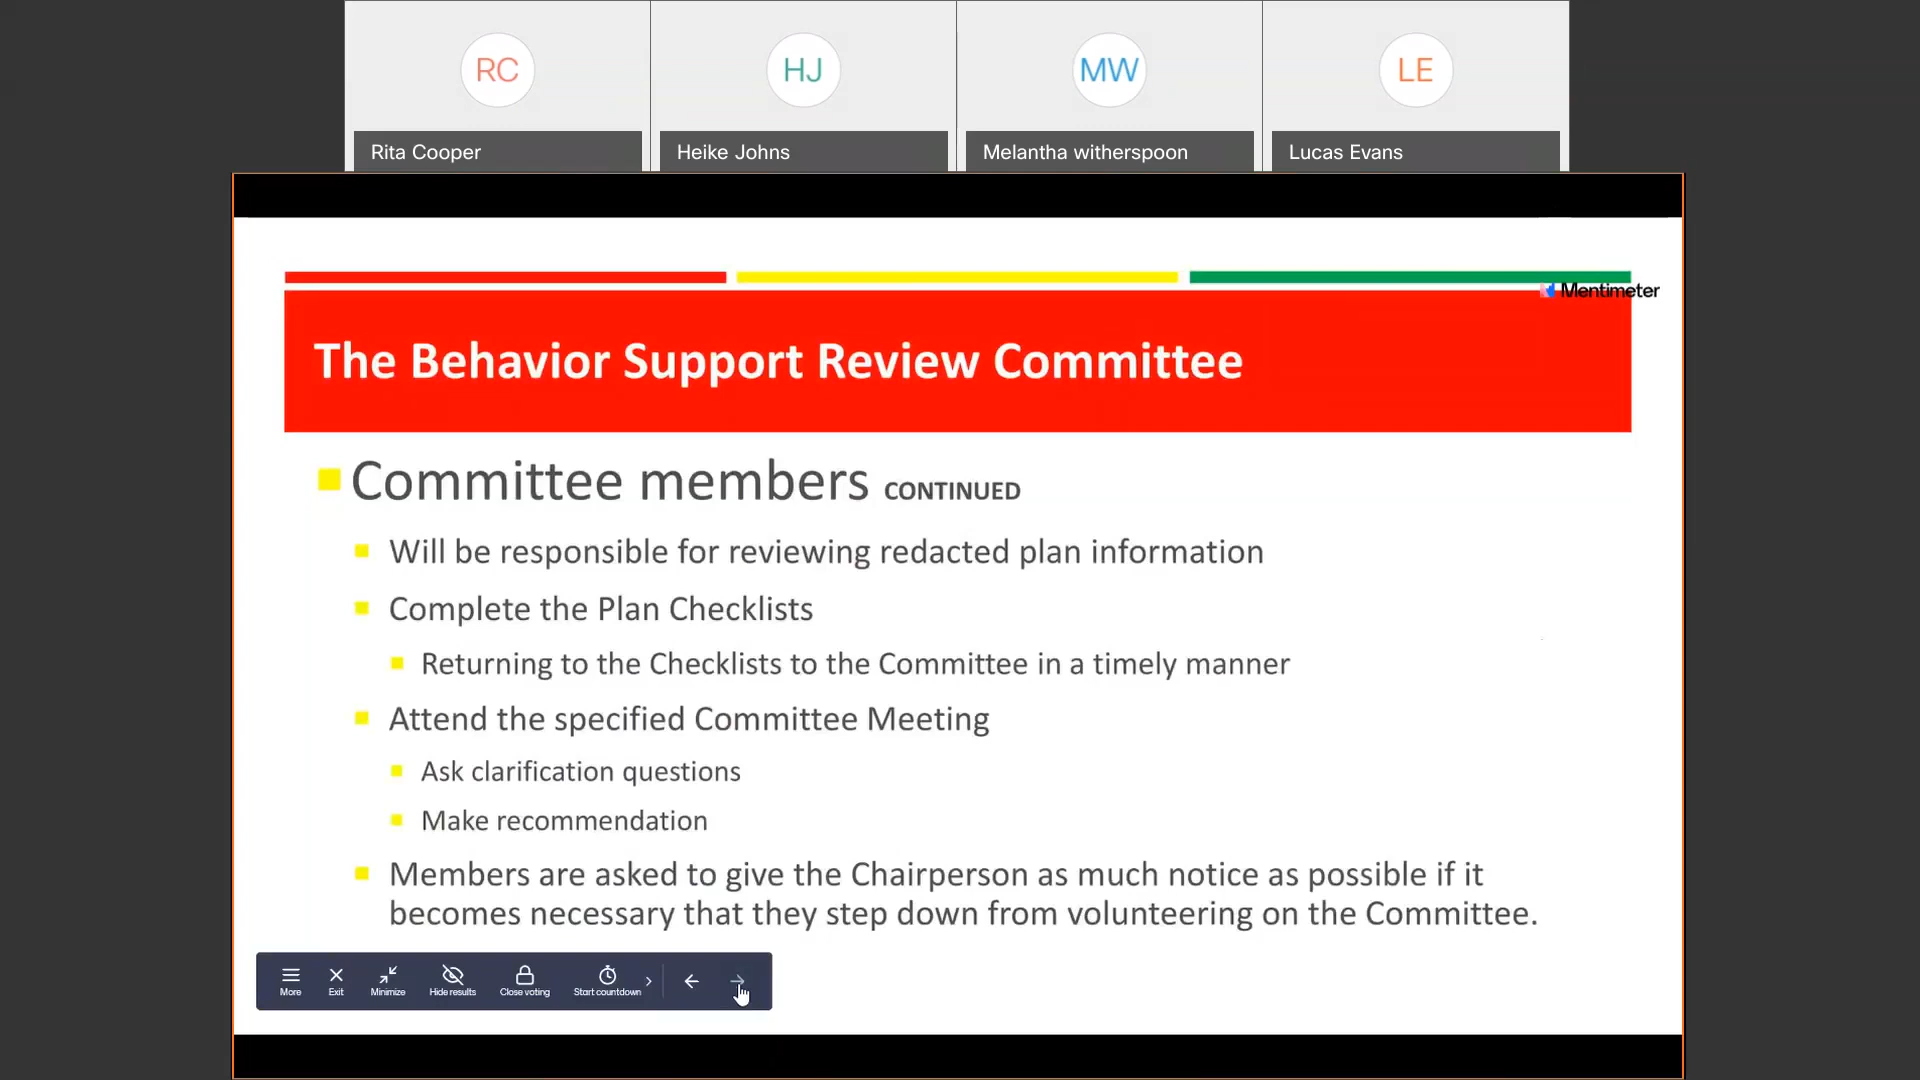 RC
HJ
MW
LE
Rita Cooper
Heike Johns
Melantha witherspoon
Lucas Evans
Mentimeter
The Behavior Support Review Committee
Committee members CONTINUED
Will be responsible for reviewing redacted plan information
Complete the Plan Checklists
Returning to the Checklists to the Committee in a timely manner
Attend the specified Committee Meeting
Ask clarification questions
Make recommendation
Members are asked to give the Chairperson as much notice as possible if it
becomes necessary that they step down from volunteering on the Committee.
More
Exit
Minimize
Hide results
Close voting
Start countdown